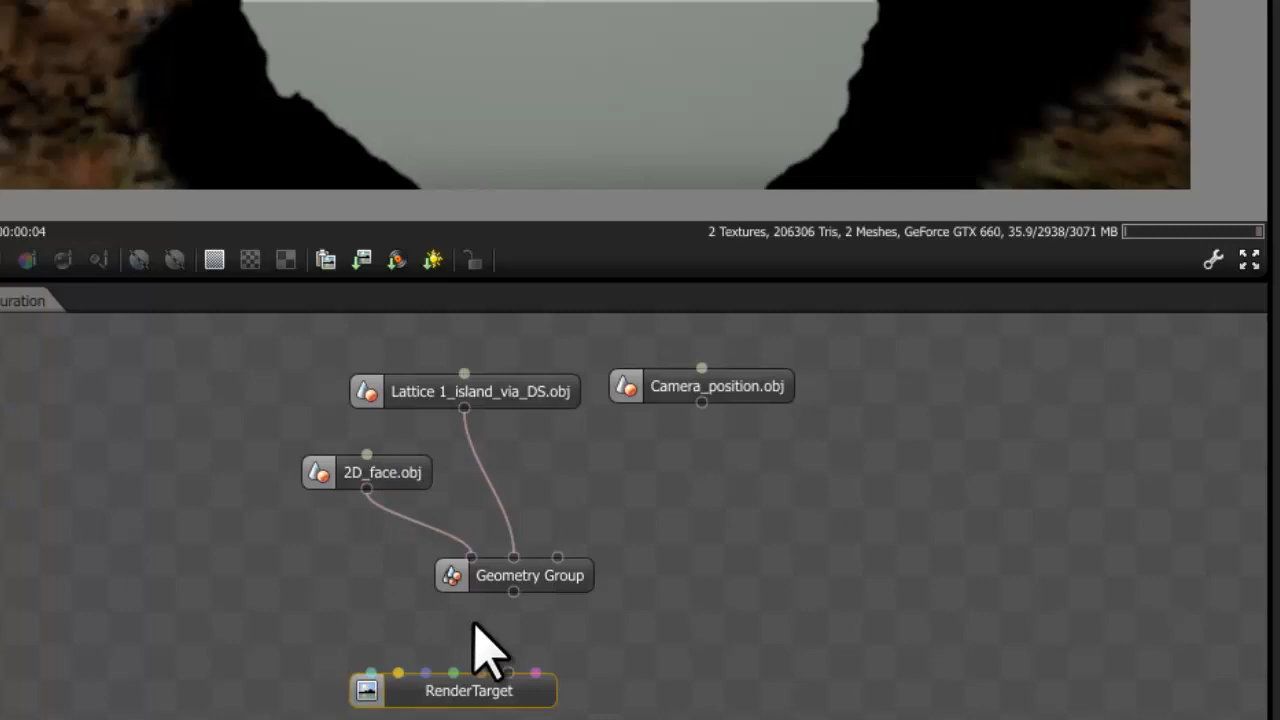 00:00:04
2 Textures, 206306 Tris, 2 Meshes, GeForce GTX 660, 35.9/2938/3071 MB
uration
Lattice 1_island_via_DS.obj
Camera_position.obj
2D_face.obj
Geometry Group
RenderTarget